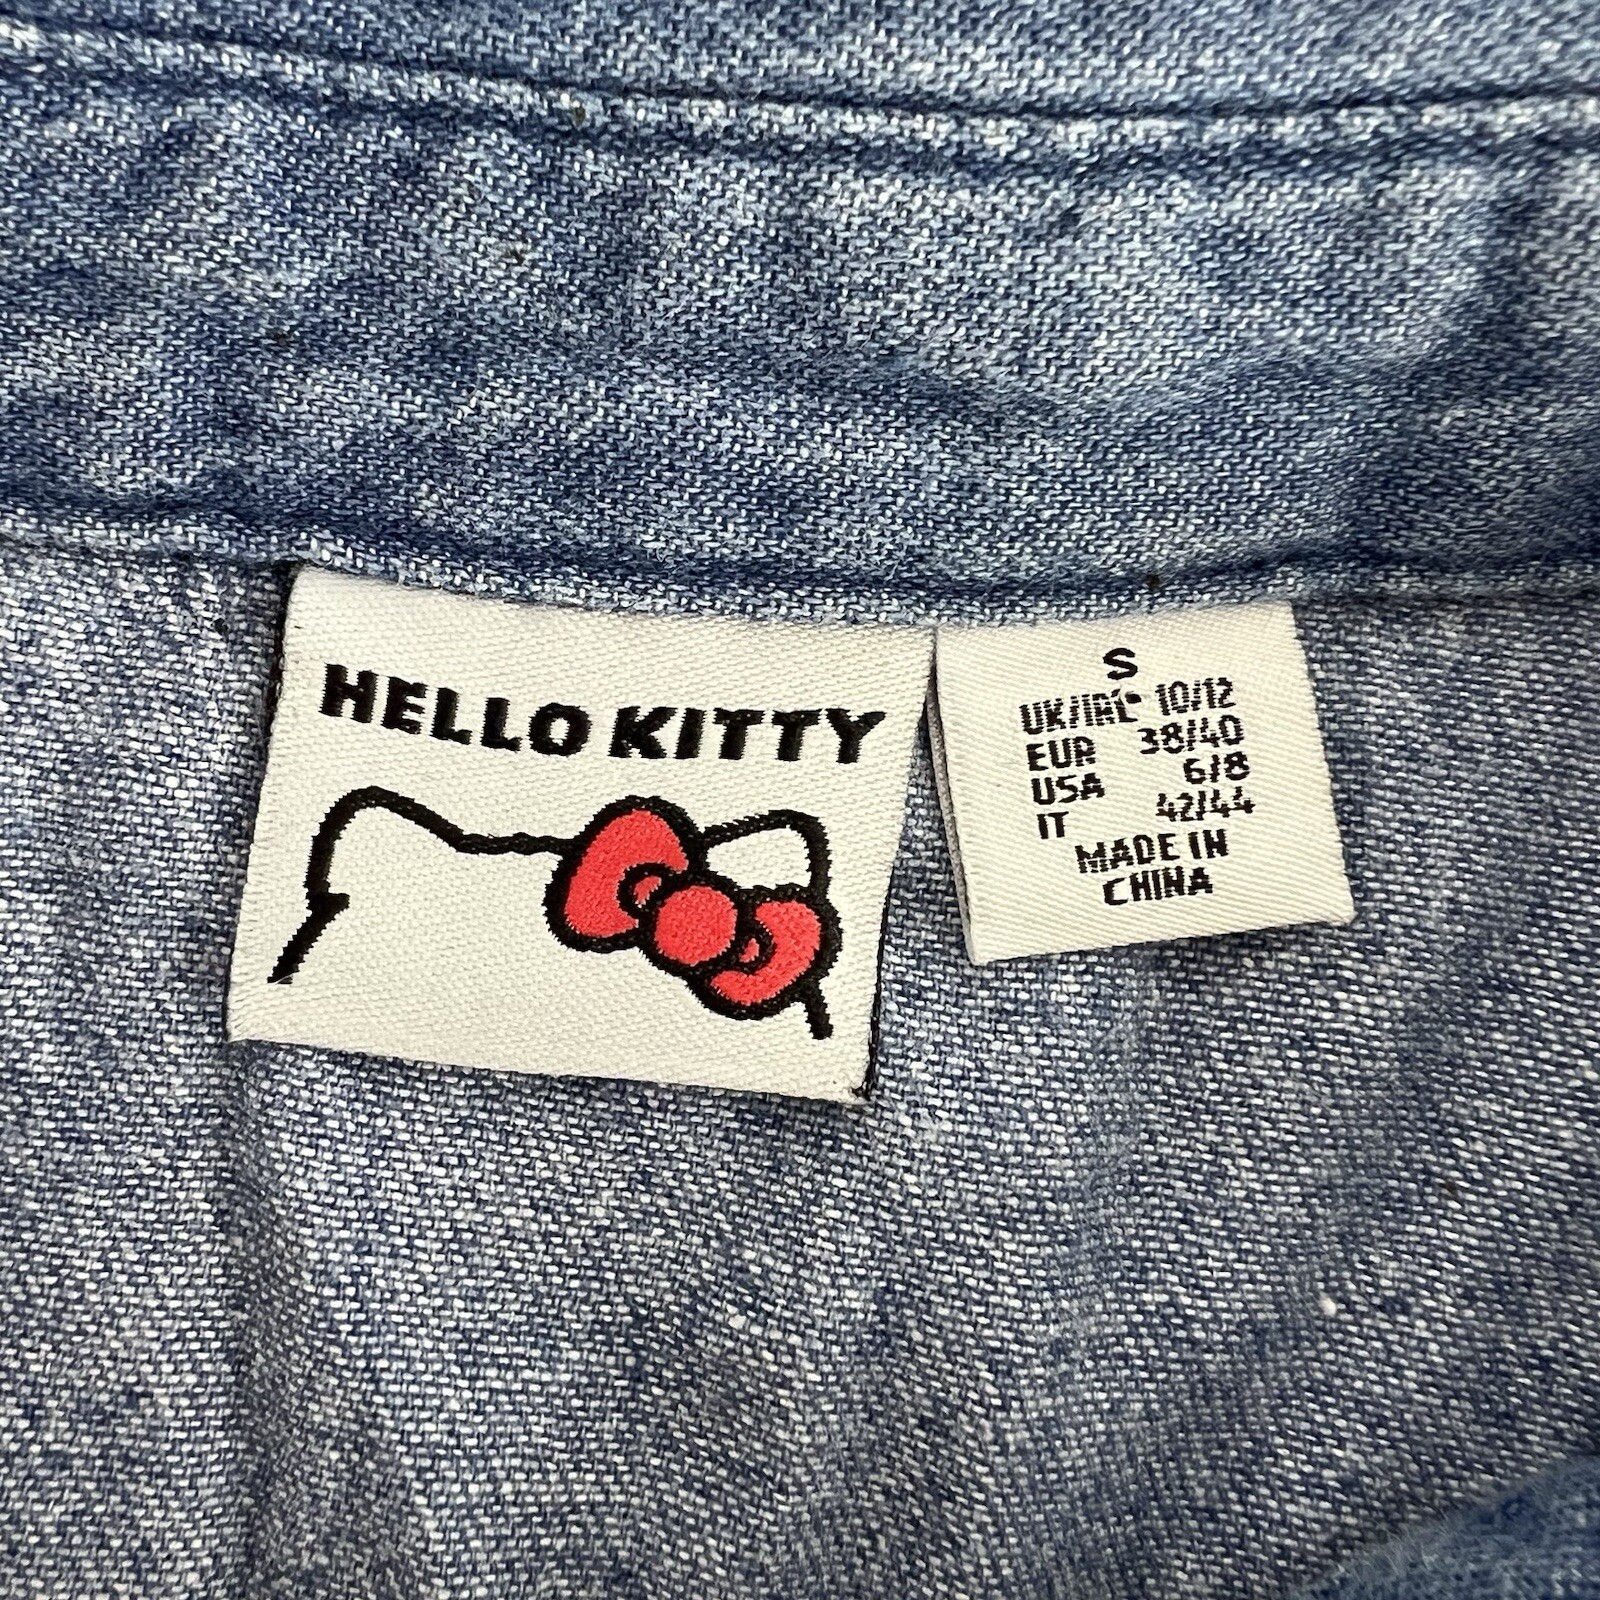 HELLO KITTY
S
UK/IRL 10/12
EUR 38/40
USA 6/8
IT 42/44
MADE IN
CHINA